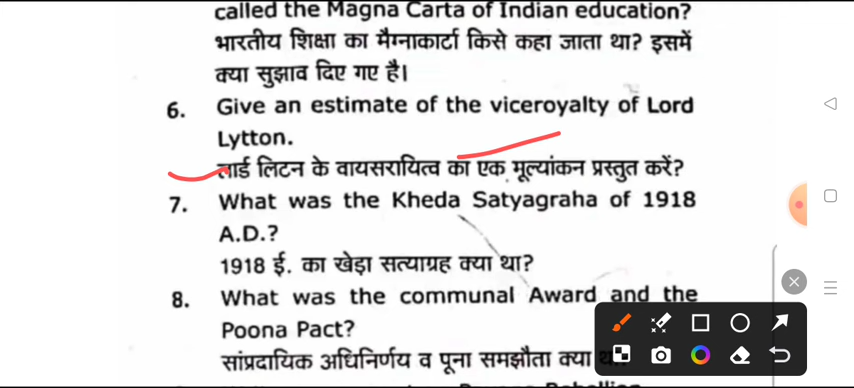 called the Magna Carta of Indian education?
भारतीय शिक्षा का मैग्नाकार्टा किसे कहा जाता था? इसमें
क्या सुझाव दिए गए है।
6. Give an estimate of the viceroyalty of Lord
Lytton.
लार्ड लिटन के वायसरायित्व का एक मूल्यांकन प्रस्तुत करें?
7. What was the Kheda Satyagraha of 1918
A.D.?
1918 ई. का खेड़ा सत्याग्रह क्या था?
8. What was the communal Award and the
Poona Pact?
सांप्रदायिक अधिनिर्णय व पूना समझौता क्या